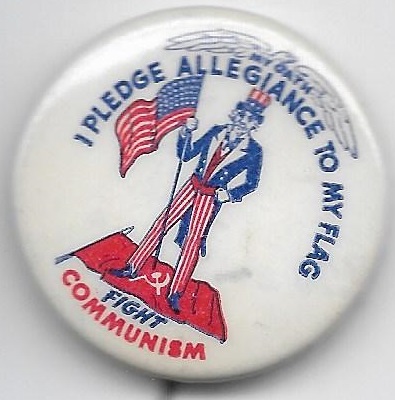 MY OATH
I PLEDGE ALLEGIANCE TO MY FLAG
FIGHT
COMMUNISM